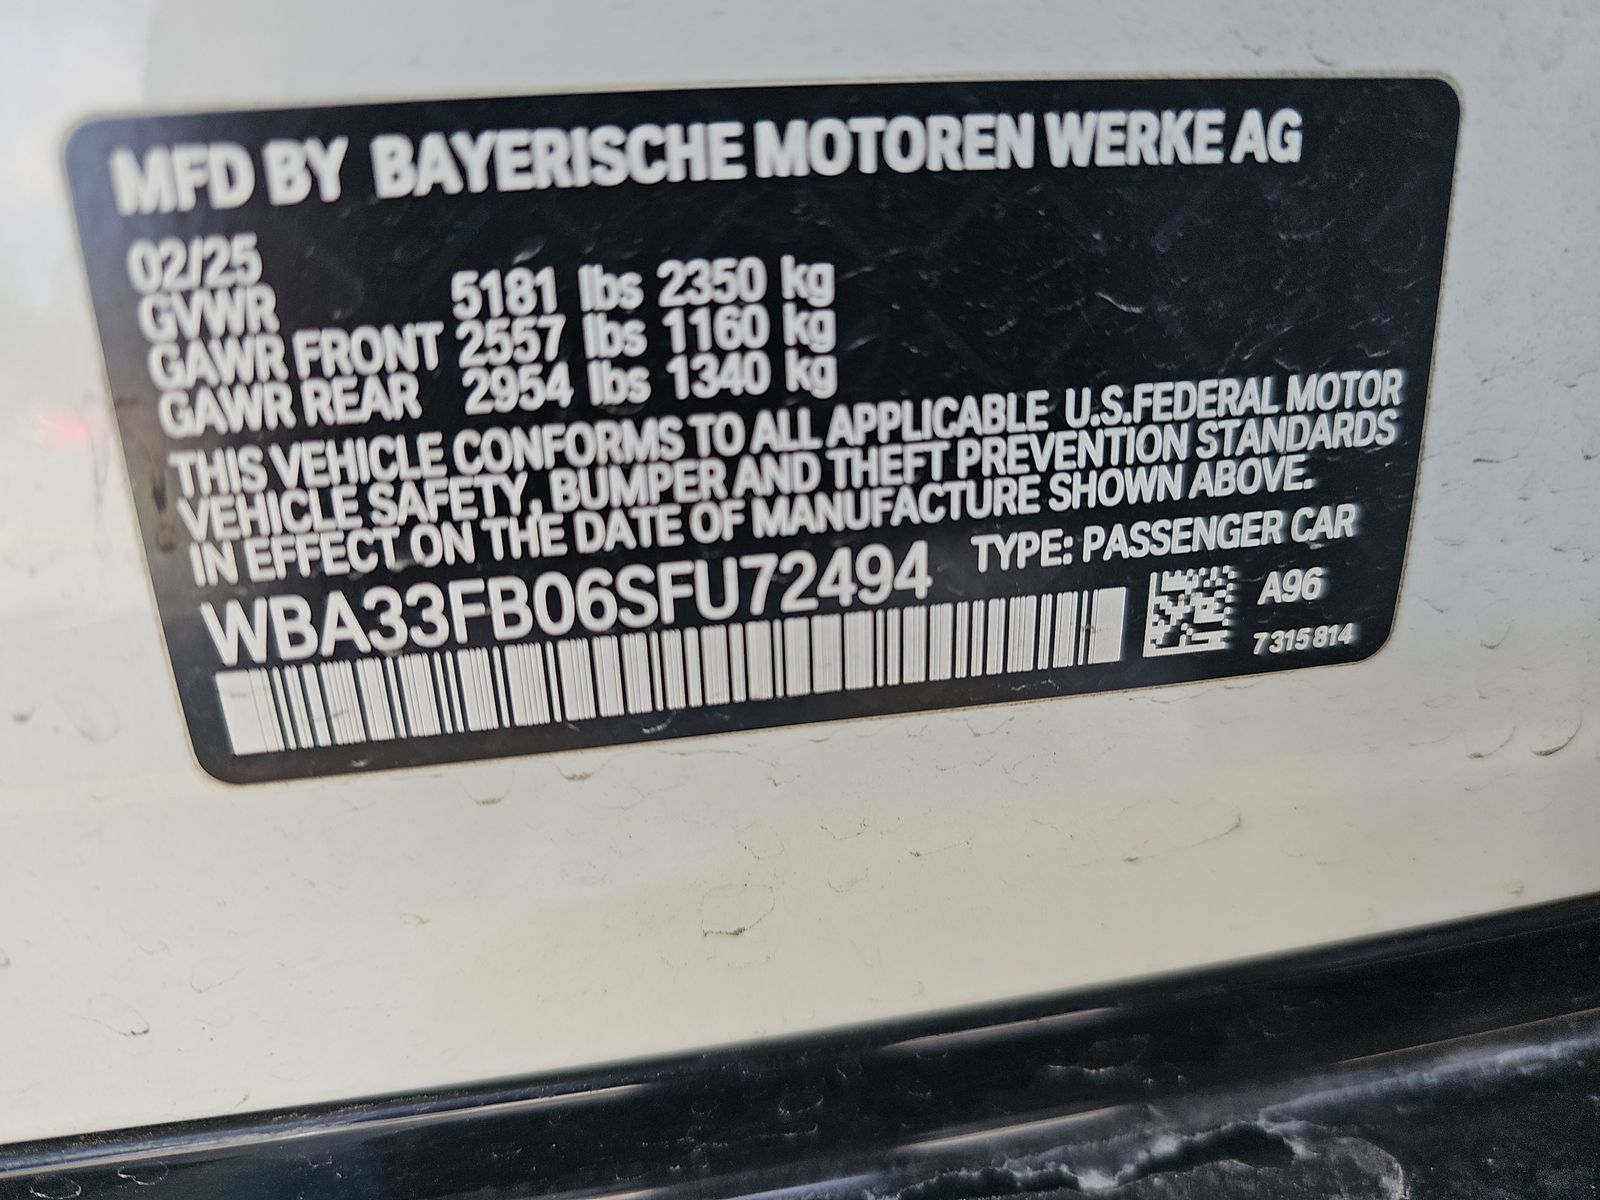 MFD BY BAYERISCHE MOTOREN WERKE AG
02/25
GVWR 5181 lbs 2350 kg
GAWR FRONT 2557 lbs 1160 kg
GAWR REAR 2954 lbs 1340 kg
THIS VEHICLE CONFORMS TO ALL APPLICABLE U.S.FEDERAL MOTOR
VEHICLE SAFETY, BUMPER AND THEFT PREVENTION STANDARDS
IN EFFECT ON THE DATE OF MANUFACTURE SHOWN ABOVE.
WBA33FB06SFU72494 TYPE: PASSENGER CAR
A96
7315814